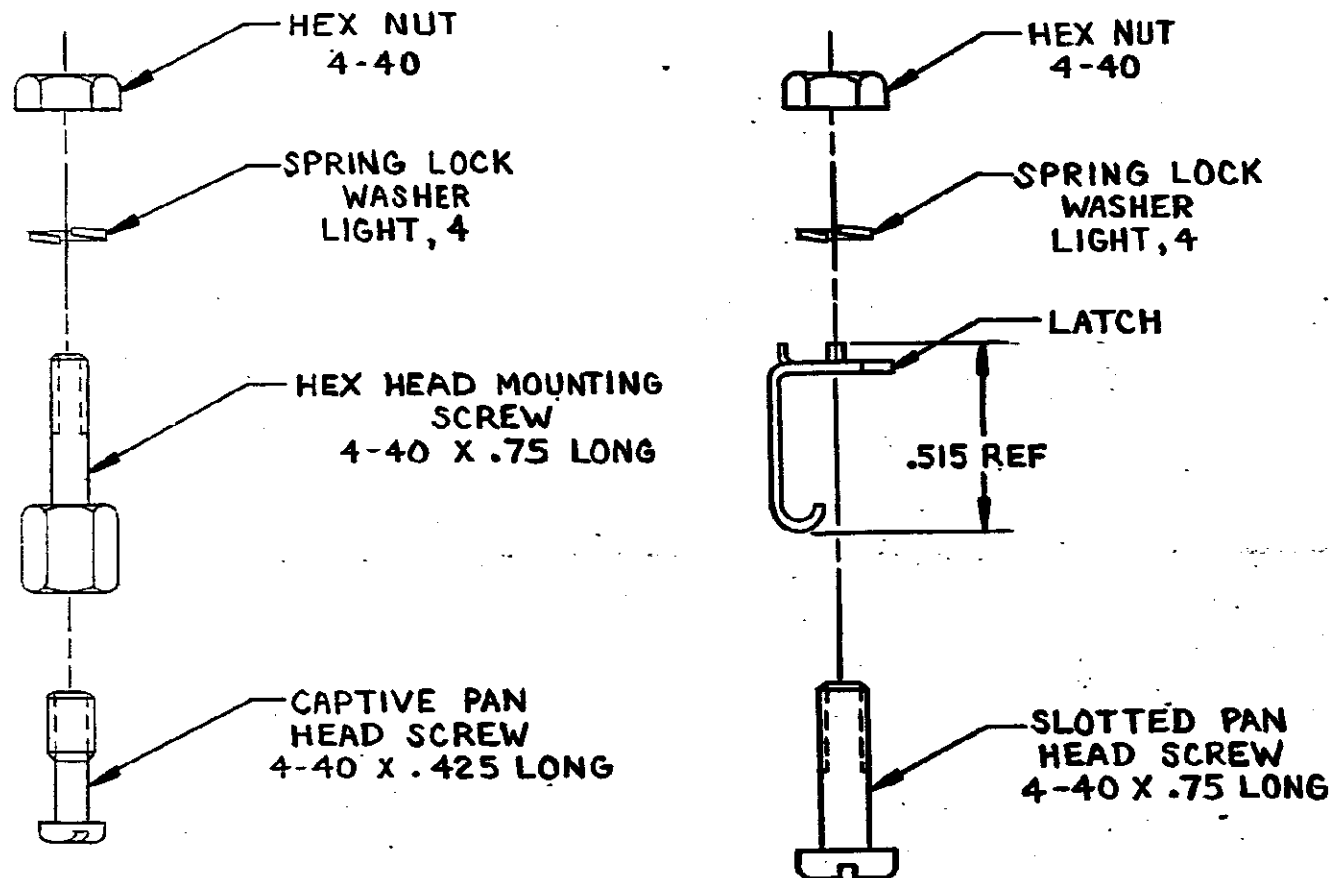 HEX NUT
4-40
SPRING LOCK
WASHER
LIGHT, 4
HEX HEAD MOUNTING
SCREW
4-40 X .75 LONG
CAPTIVE PAN
HEAD SCREW
4-40 X .425 LONG
HEX NUT
4-40
SPRING LOCK
WASHER
LIGHT, 4
LATCH
.515 REF
SLOTTED PAN
HEAD SCREW
4-40 X .75 LONG